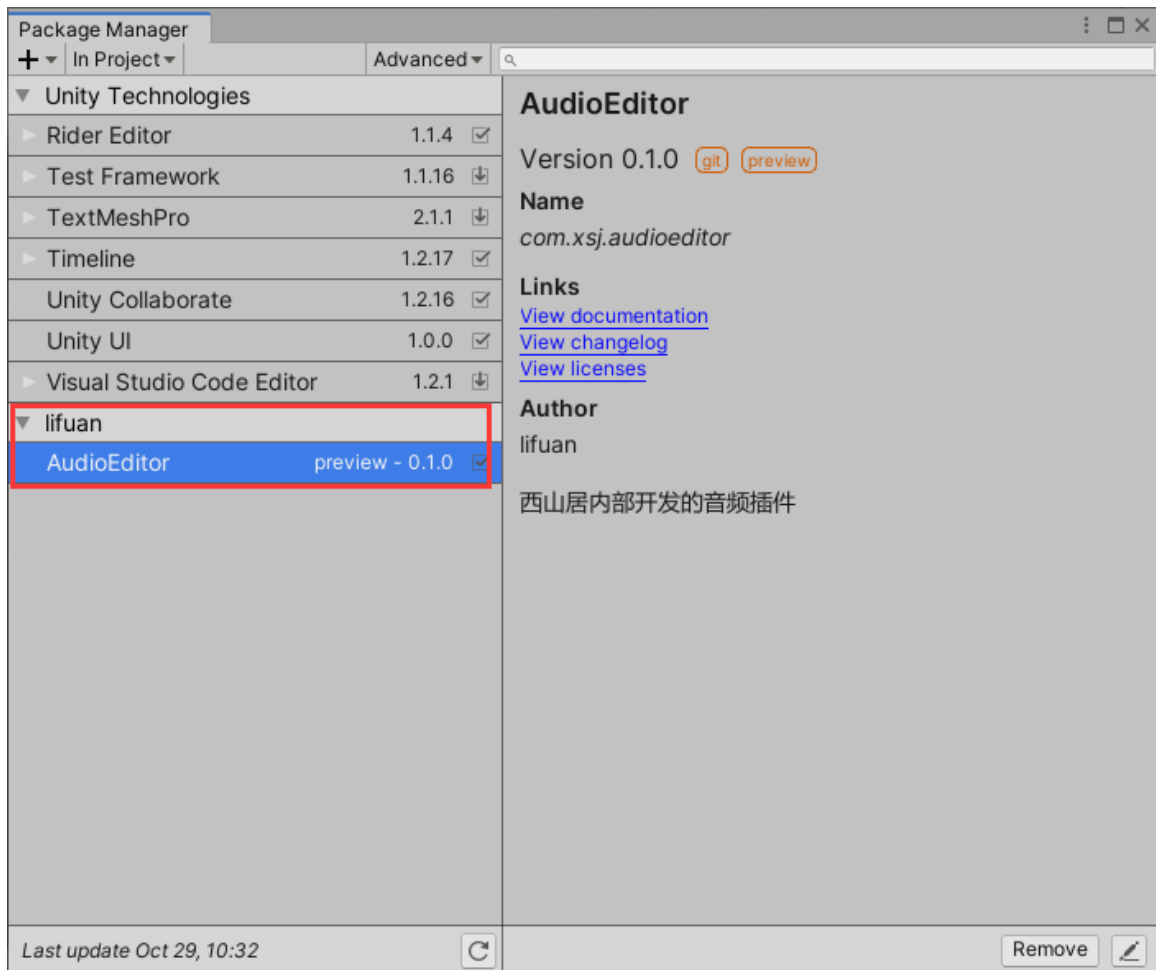 Package Manager
In Project
Advanced
Unity Technologies
Rider Editor 1.1.4
Test Framework 1.1.16
TextMeshPro 2.1.1
Timeline 1.2.17
Unity Collaborate 1.2.16
Unity UI 1.0.0
Visual Studio Code Editor 1.2.1
lifuan
AudioEditor preview - 0.1.0
Last update Oct 29, 10:32
AudioEditor
Version 0.1.0 git preview
Name
com.xsj.audioeditor
Links
View documentation
View changelog
View licenses
Author
lifuan
西山居内部开发的音频插件
Remove